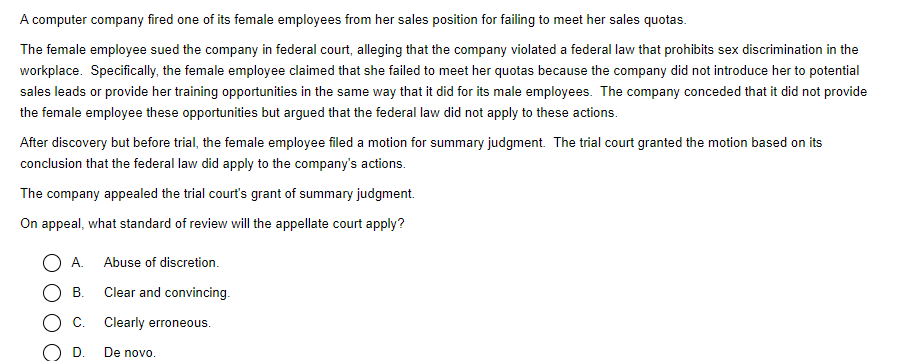 A computer company fired one of its female employees from her sales position for failing to meet her sales quotas.
The female employee sued the company in federal court, alleging that the company violated a federal law that prohibits sex discrimination in the
workplace.  Specifically, the female employee claimed that she failed to meet her quotas because the company did not introduce her to potential
sales leads or provide her training opportunities in the same way that it did for its male employees.  The company conceded that it did not provide
the female employee these opportunities but argued that the federal law did not apply to these actions.
After discovery but before trial, the female employee filed a motion for summary judgment.  The trial court granted the motion based on its
conclusion that the federal law did apply to the company's actions.
The company appealed the trial court's grant of summary judgment.
On appeal, what standard of review will the appellate court apply?
A. Abuse of discretion.
B. Clear and convincing.
C. Clearly erroneous.
D. De novo.